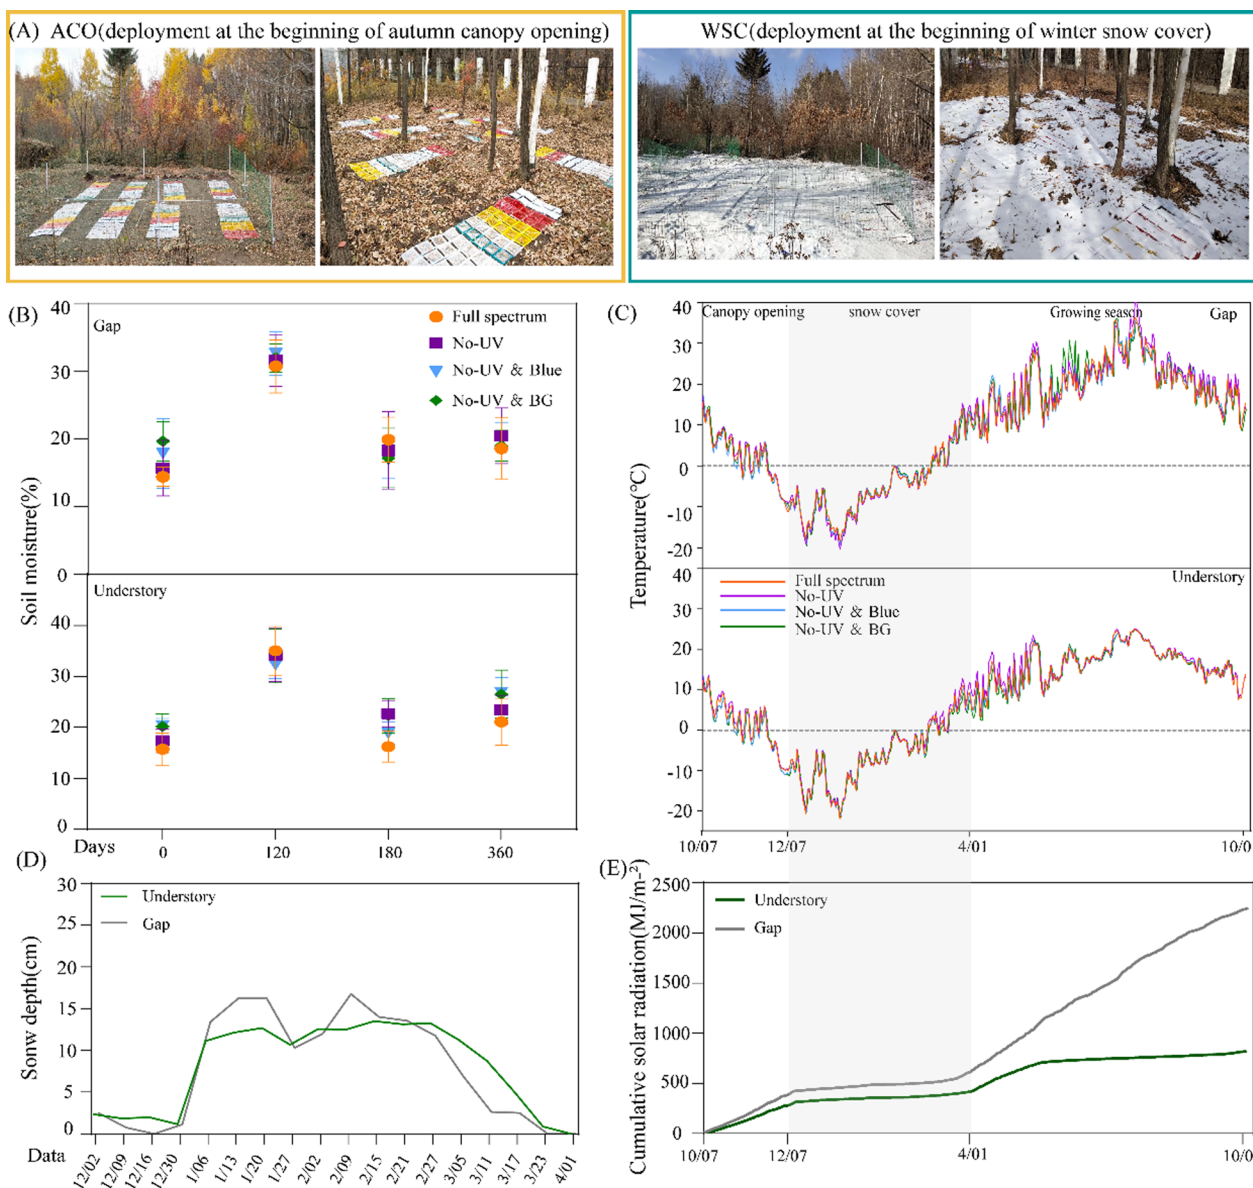 (A) ACO(deployment at the beginning of autumn canopy opening)
WSC(deployment at the beginning of winter snow cover)
(B)
Gap
Full spectrum
No-UV
No-UV & Blue
No-UV & BG
40
30
20
10
0
Soil moisture(%)
Understory
40
30
20
10
0
Days
0 120 180 360
(C)
Canopy opening snow cover Growing season Gap
40
30
20
10
0
-10
-20
Temperature(℃)
Understory
Full spectrum
No-UV
No-UV & Blue
No-UV & BG
40
30
20
10
0
-10
-20
10/07 12/07 4/01 10/0
(D)
Understory
Gap
30
25
20
15
10
5
0
Sonw depth(cm)
Data
12/02 12/09 12/16 12/30 1/06 1/13 1/20 1/27 2/02 2/09 2/15 2/21 2/27 3/05 3/11 3/17 3/23 4/01
(E)
Understory
Gap
2500
2000
1500
1000
500
0
Cumulative solar radiation(MJ/m-²)
10/07 12/07 4/01 10/0